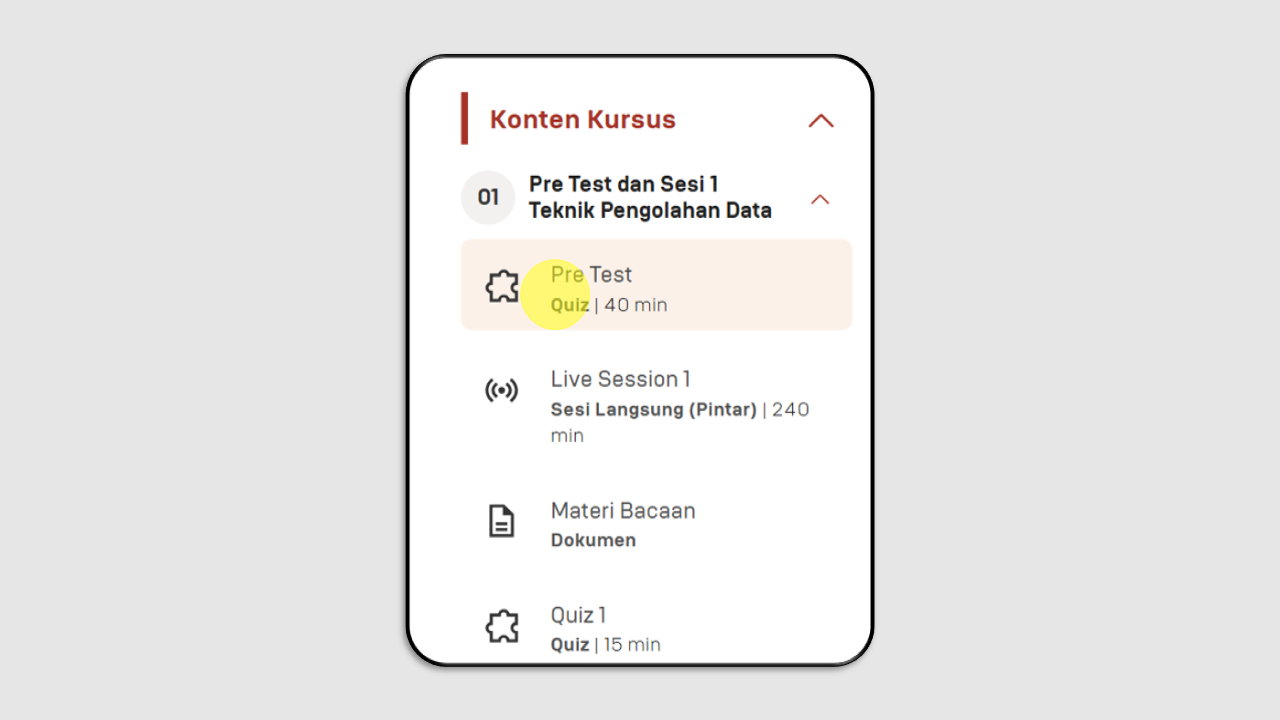 Konten Kursus
01
Pre Test dan Sesi 1
Teknik Pengolahan Data
Pre Test
Quiz | 40 min
Live Session 1
Sesi Langsung (Pintar) | 240
min
Materi Bacaan
Dokumen
Quiz 1
Quiz | 15 min